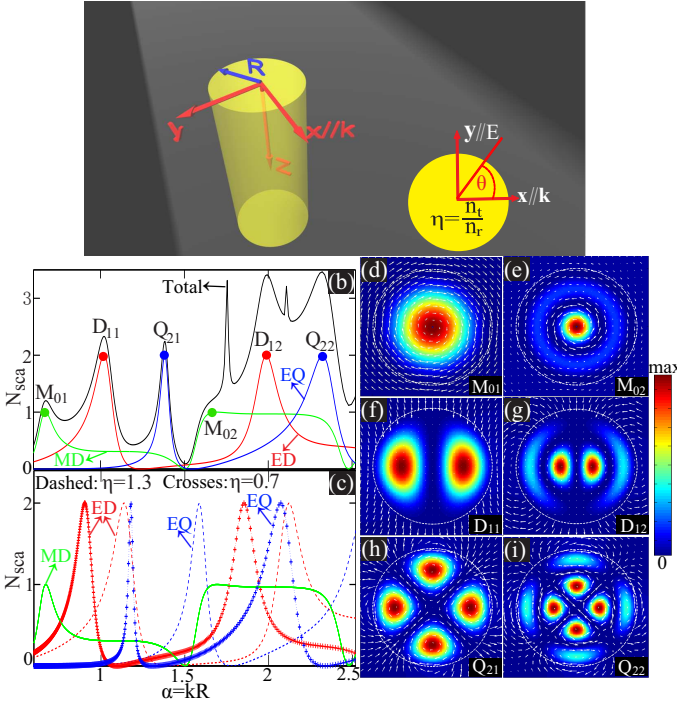 R
Y
x//k
Z
y//E
θ
x//k
η=n_t/n_r
(b)
Total
D₁₁
Q₂₁
D₁₂
Q₂₂
M₀₁
M₀₂
EQ
MD
ED
N_sca
3
2
1
0
(c)
Dashed:η=1.3 Crosses:η=0.7
ED
EQ
EQ
MD
N_sca
2
1
0
1
1.5
2
2.5
α=kR
(d)
M₀₁
(e)
M₀₂
(f)
D₁₁
(g)
D₁₂
(h)
Q₂₁
(i)
Q₂₂
max
0